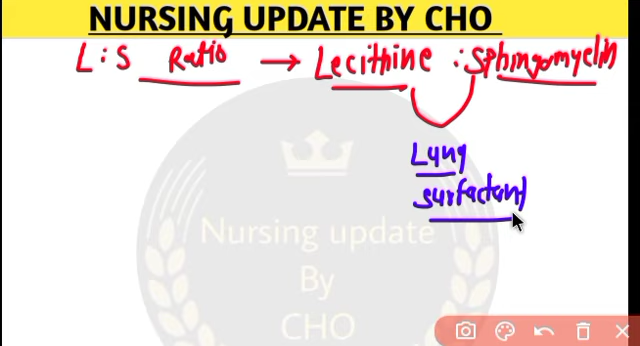 NURSING UPDATE BY CHO
L:S Ratio → Lecithine : Sphingomyelin
Lung
surfactant
Nursing update
By
CHO